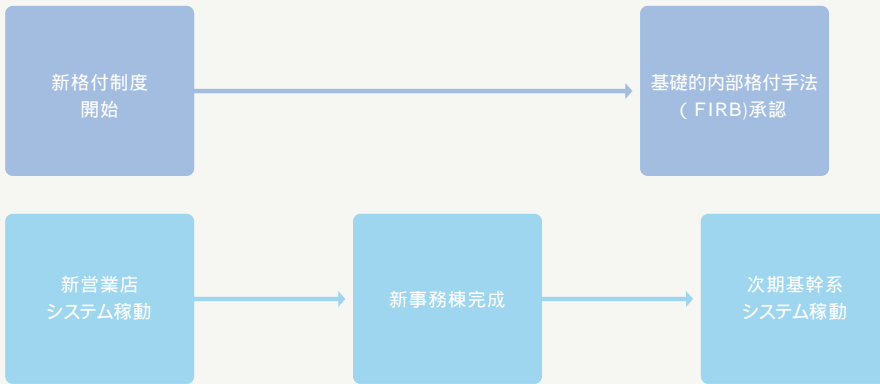 新格付制度
開始
基礎的内部格付手法
( FIRB)承認
新営業店
システム稼動
新事務棟完成
次期基幹系
システム稼動